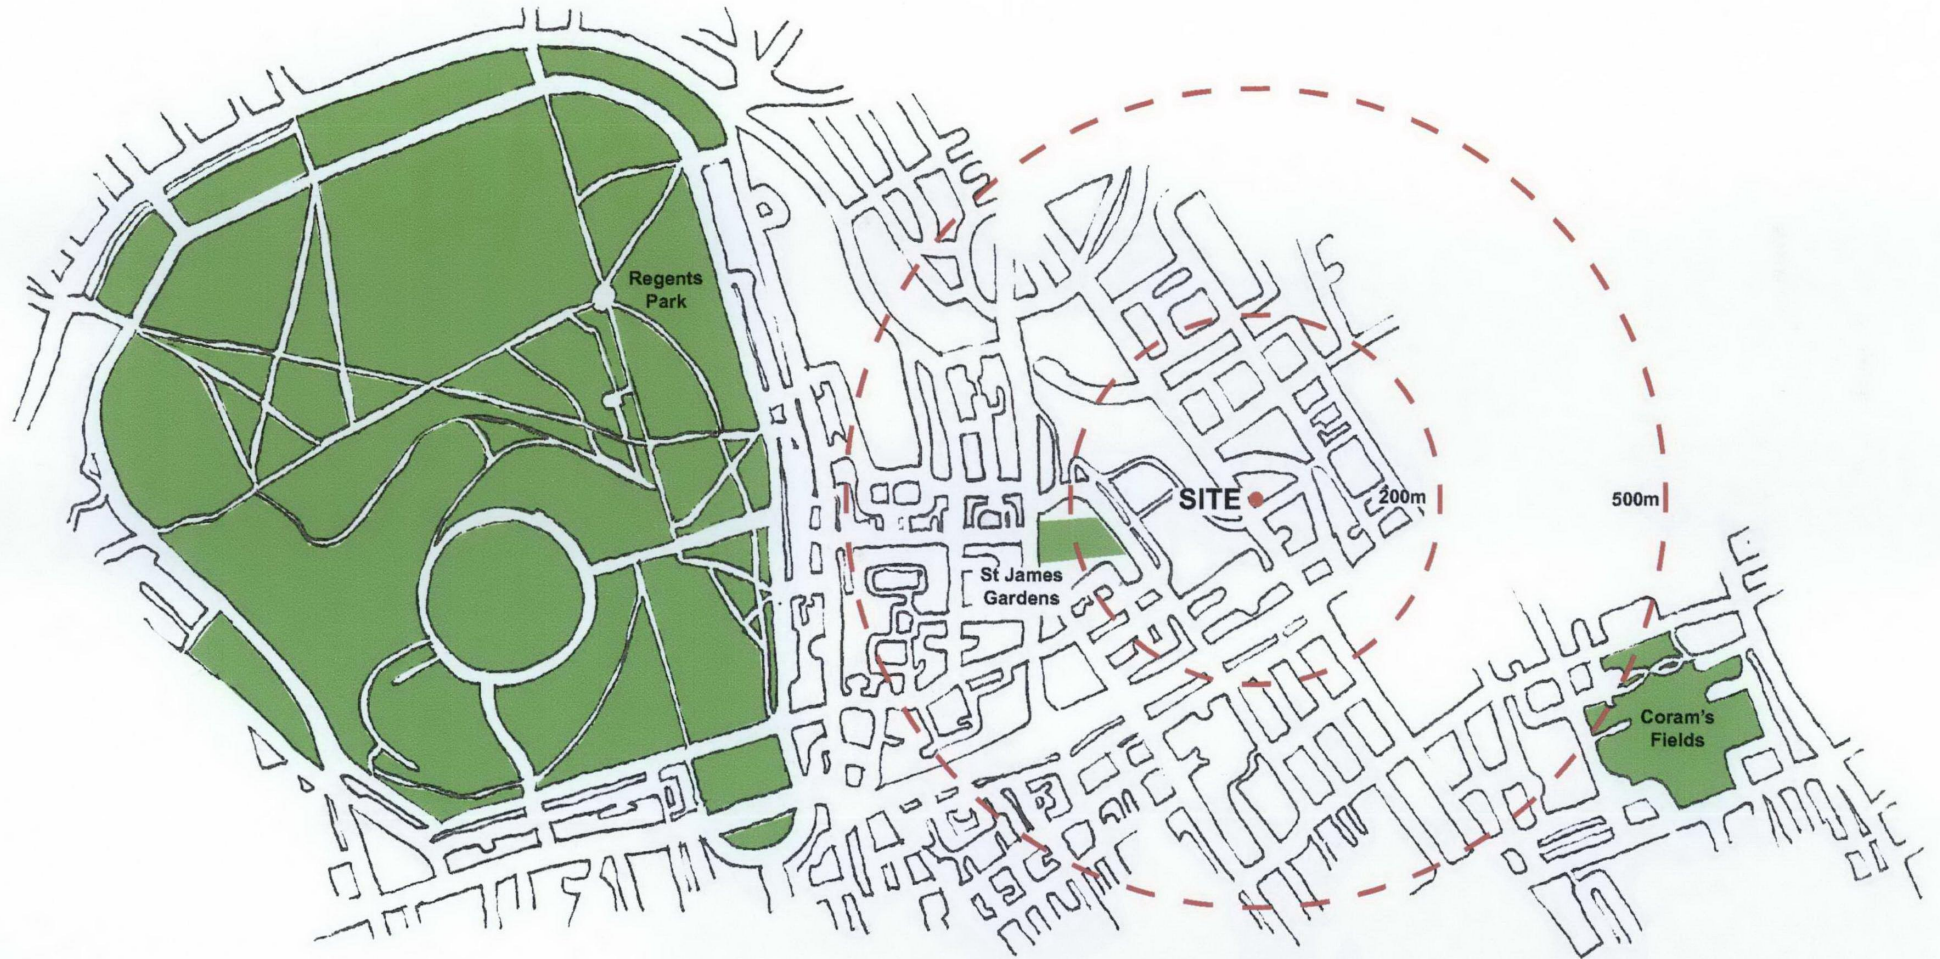 Regents
Park
SITE
200m
500m
St James
Gardens
Coram's
Fields